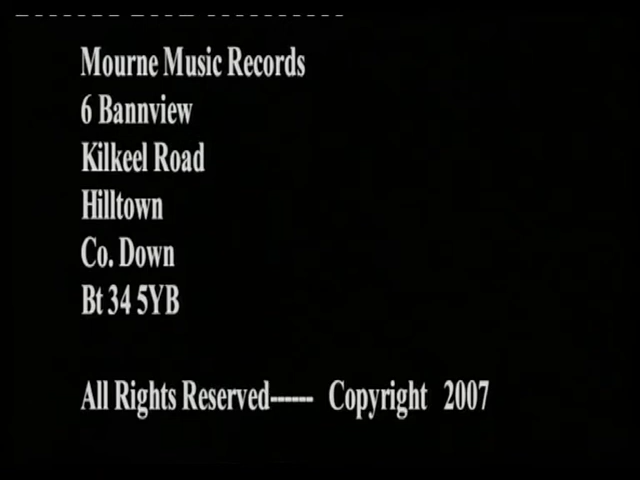 Mourne Music Records
6 Bannview
Kilkeel Road
Hilltown
Co. Down
Bt 34 5YB
All Rights Reserved------ Copyright 2007